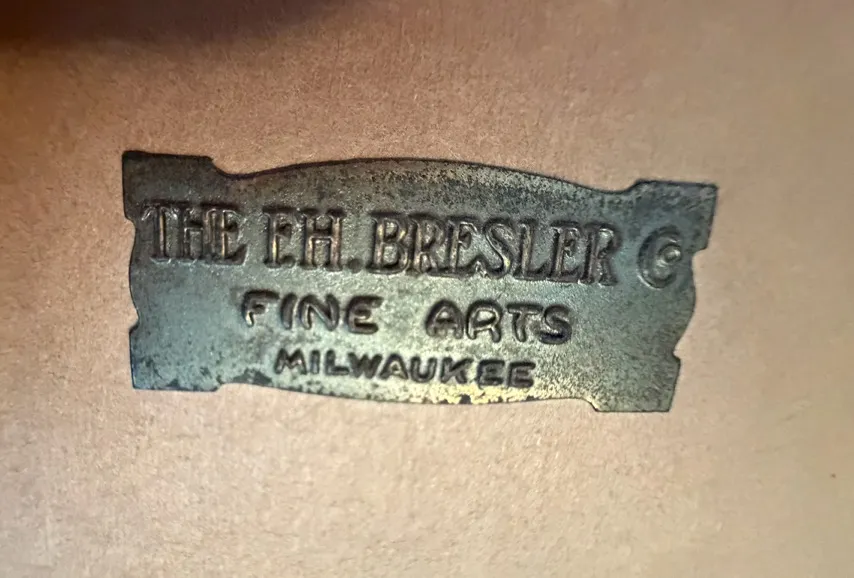 THE F.H. BRESLER Co
FINE ARTS
MILWAUKEE